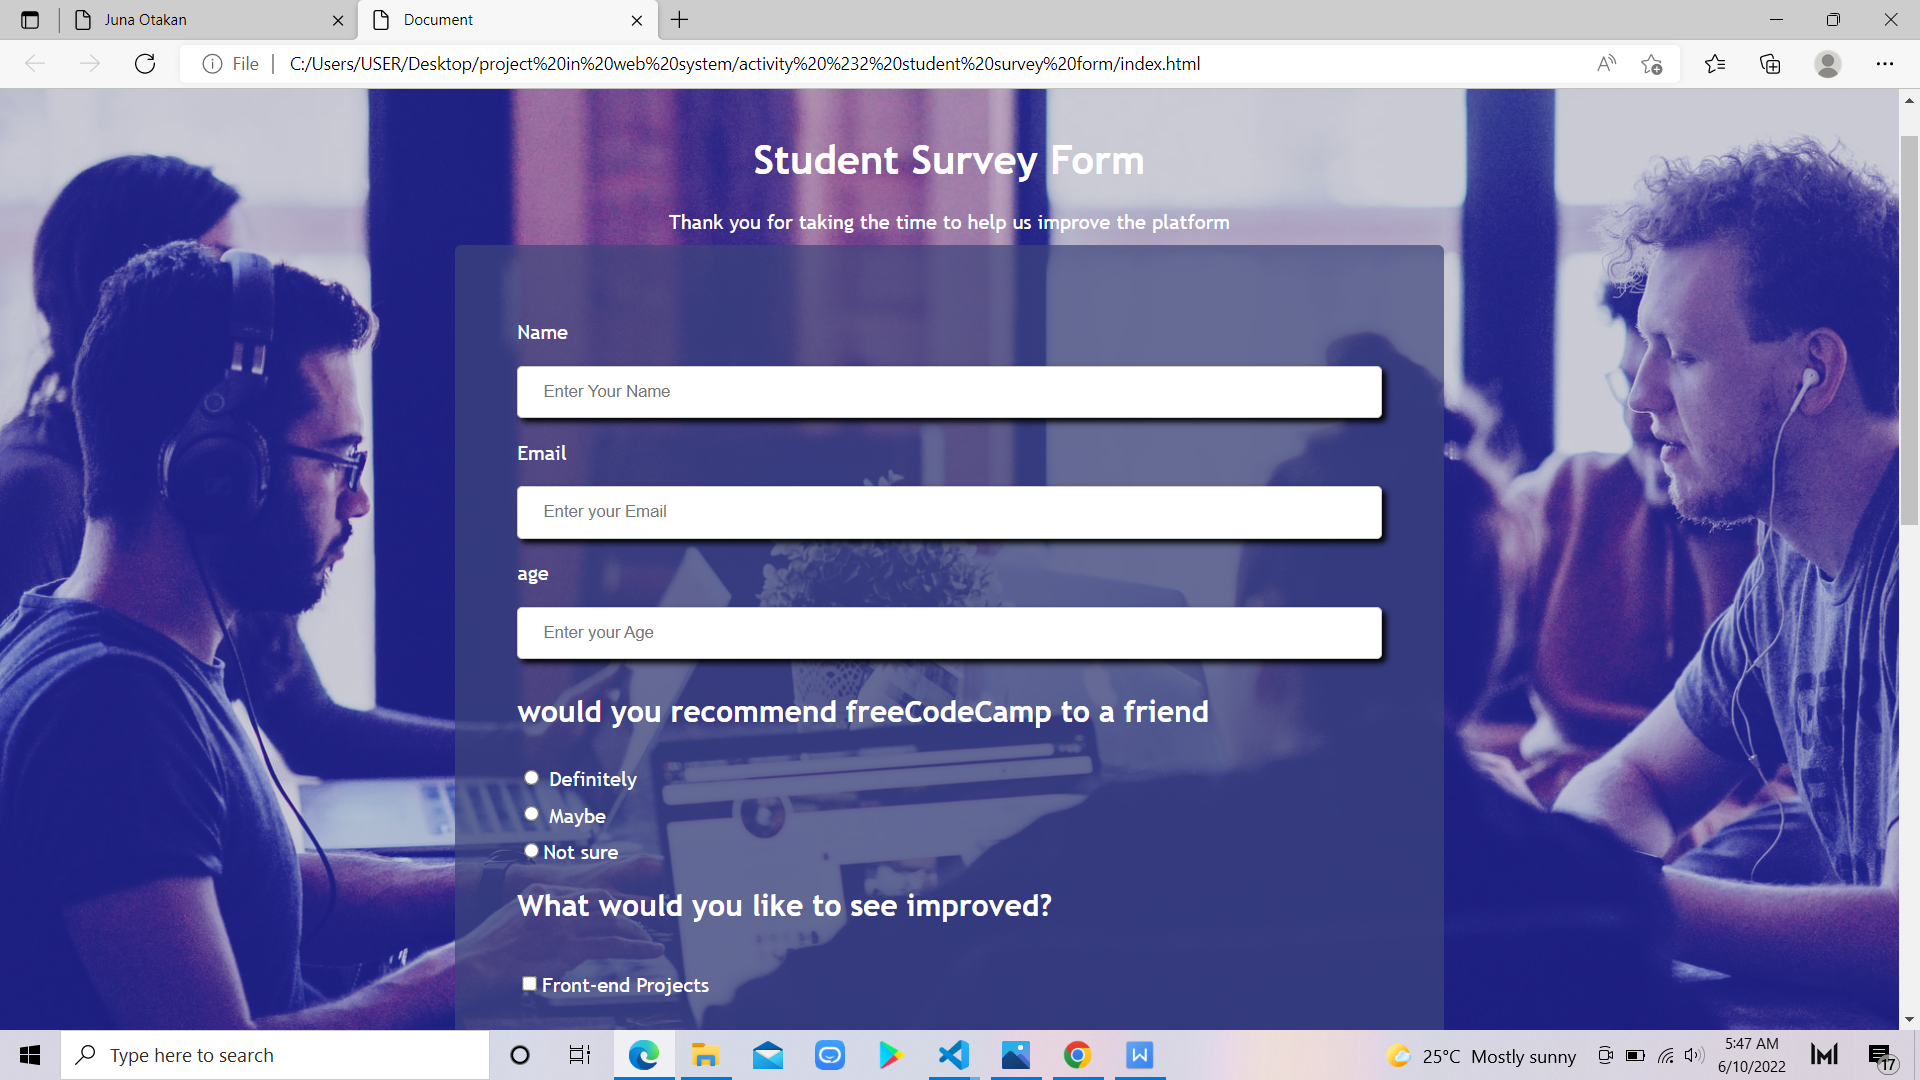 Juna Otakan
Document
File
C:/Users/USER/Desktop/project%20in%20web%20system/activity%20%232%20student%20survey%20form/index.html
Student Survey Form
Thank you for taking the time to help us improve the platform
Name
Enter Your Name
Email
Enter your Email
age
Enter your Age
would you recommend freeCodeCamp to a friend
Definitely
Maybe
Not sure
What would you like to see improved?
Front-end Projects
Type here to search
W
25°C Mostly sunny
5:47 AM
6/10/2022
17